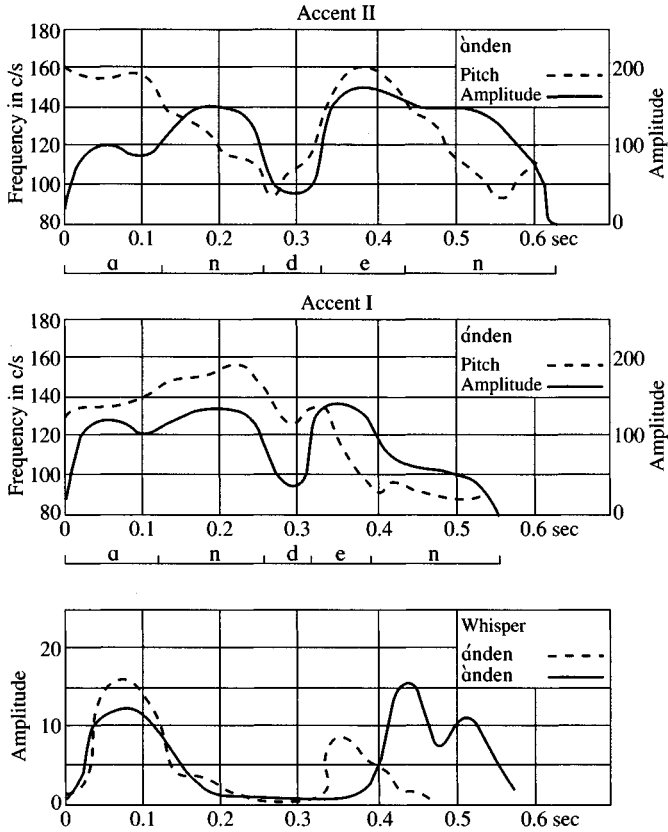 Accent II
180
160
140
120
100
80
Frequency in c/s
ànden
Pitch
Amplitude
200
100
0
Amplitude
0 0.1 0.2 0.3 0.4 0.5 0.6 sec
a n d e n
Accent I
180
160
140
120
100
80
Frequency in c/s
ánden
Pitch
Amplitude
200
100
0
Amplitude
0 0.1 0.2 0.3 0.4 0.5 0.6 sec
a n d e n
20
10
0
Amplitude
Whisper
ánden
ànden
0 0.1 0.2 0.3 0.4 0.5 0.6 sec